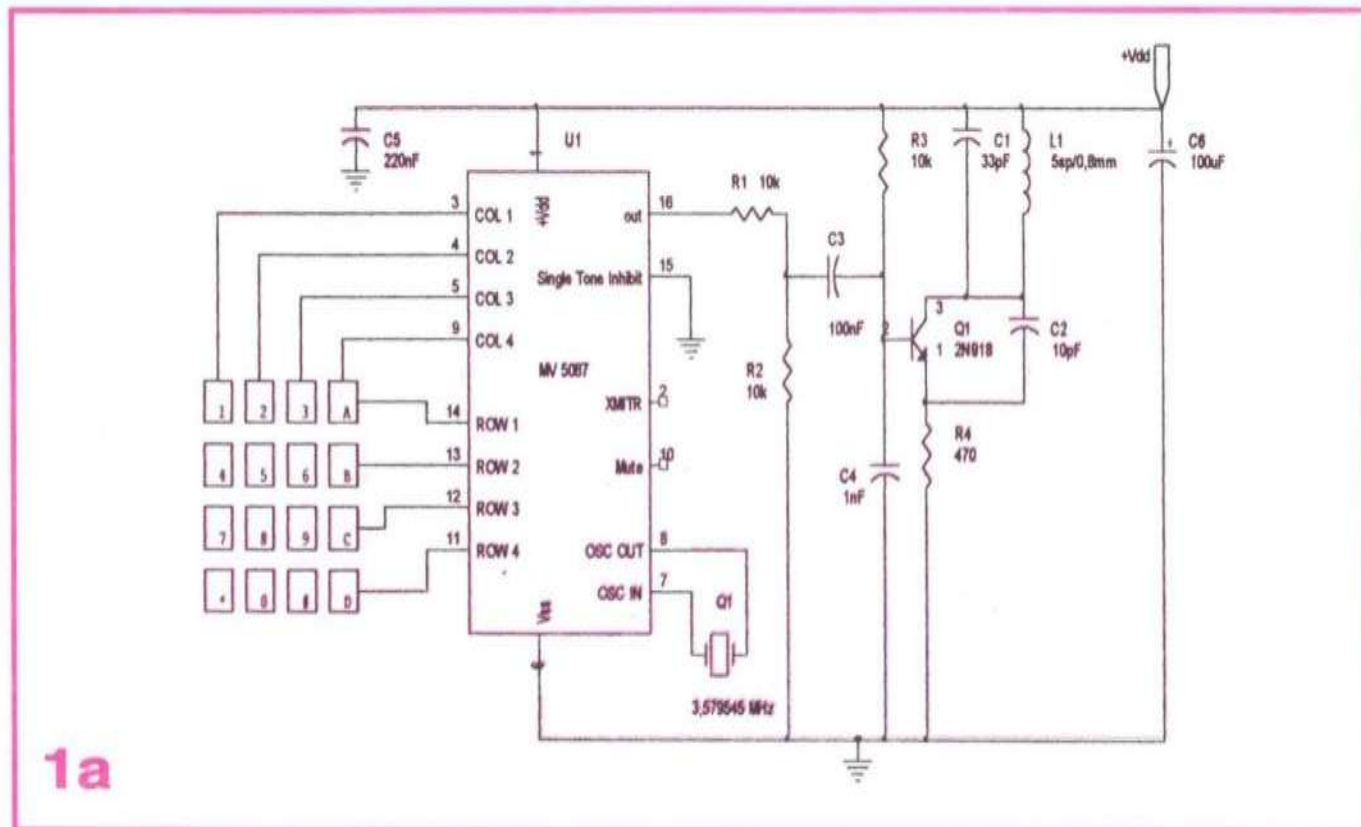 +Vdd
C5
220nF
U1
R3
10k
C1
33pF
L1
5sp/0,8mm
+
C6
100uF
R1 10k
3
COL 1
+Vdd
out
16
4
COL 2
C3
5
COL 3
Single Tone Inhibit
15
9
COL 4
100nF
2
3
Q1
2N918
1
C2
10pF
MV 5087
R2
10k
XMITR
2
1
2
3
A
14
ROW 1
4
5
6
B
13
ROW 2
Mute
10
R4
470
C4
1nF
7
8
9
C
12
ROW 3
*
0
#
D
11
ROW 4
OSC OUT
8
OSC IN
7
Q1
3,579545 MHz
1a